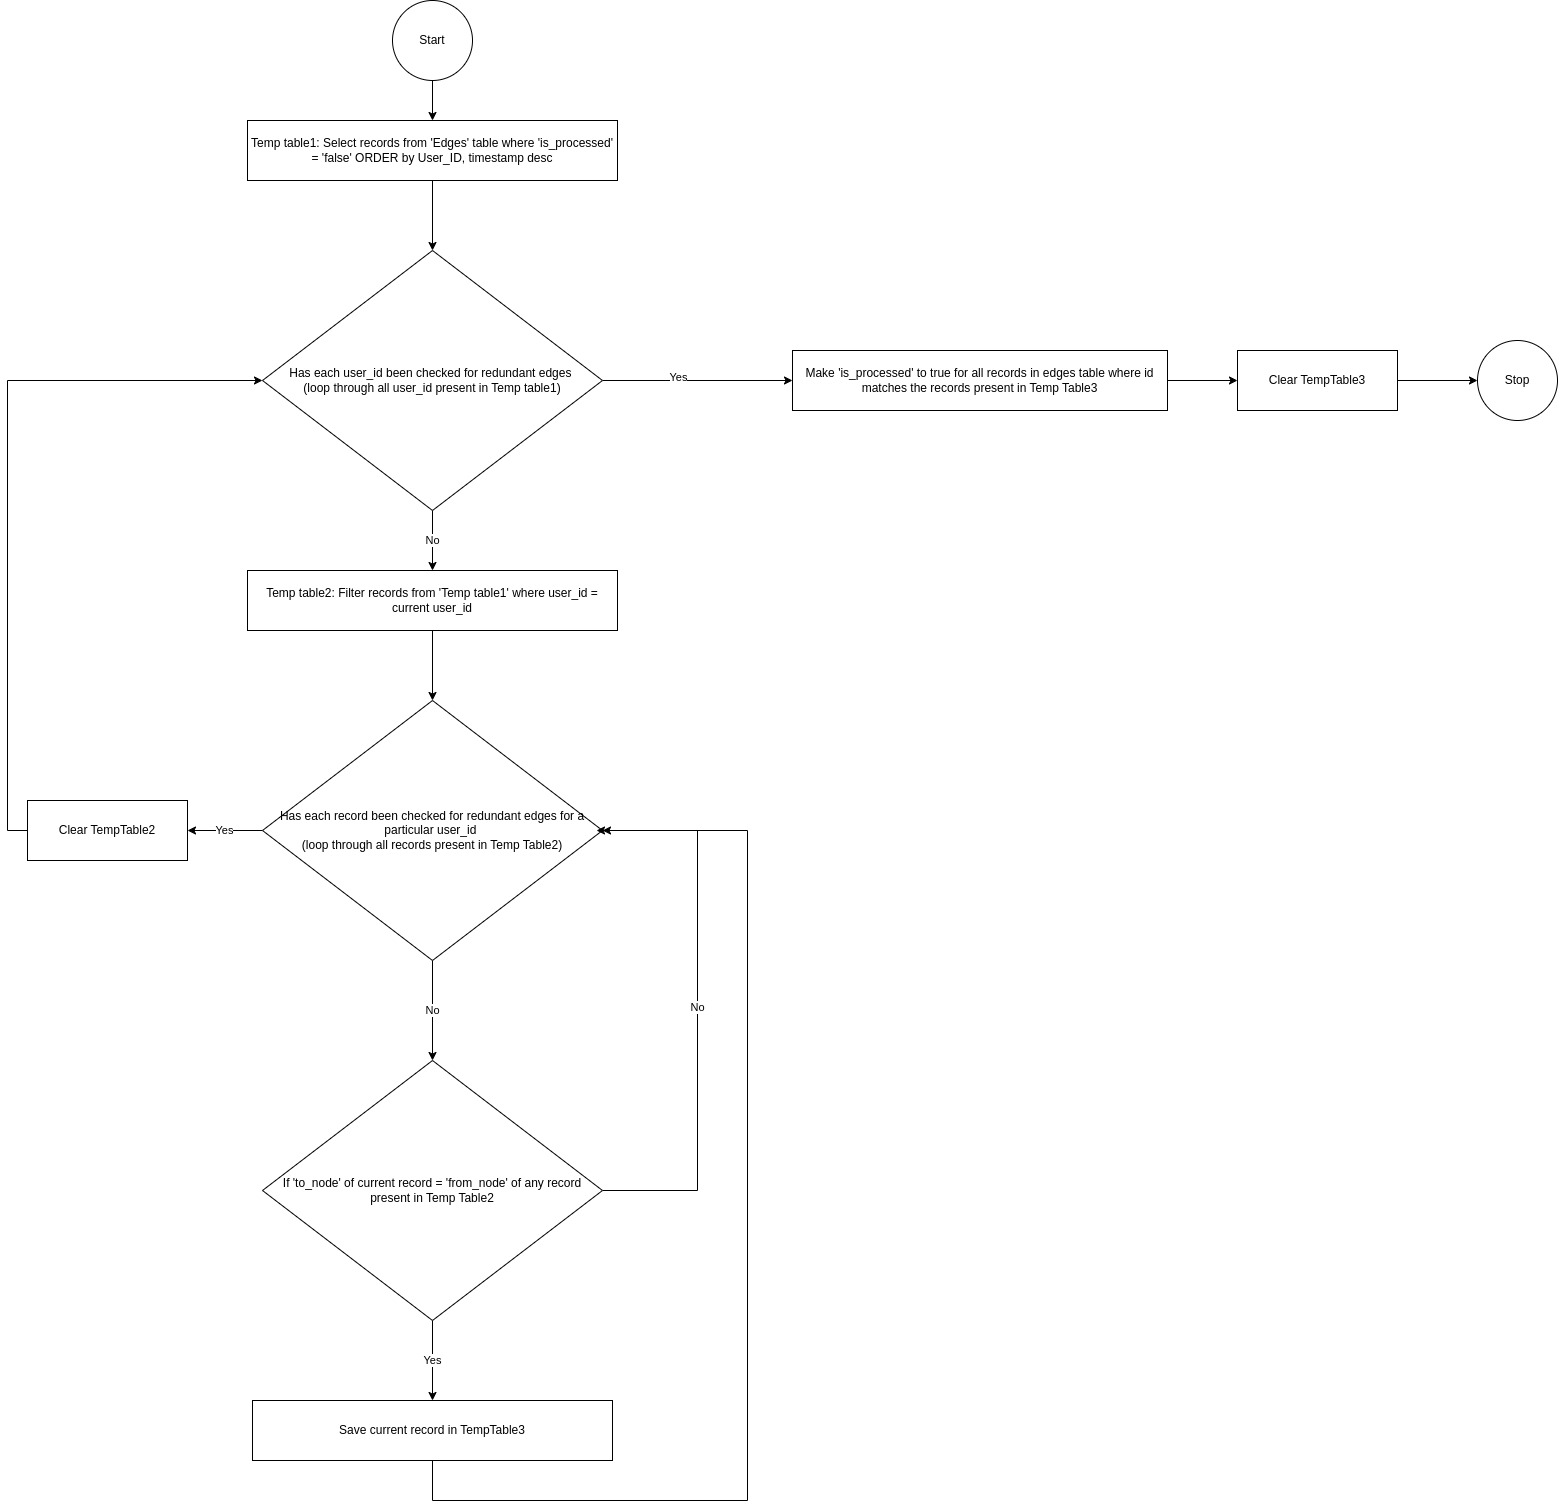 Start
Temp table1: Select records from 'Edges' table where 'is_processed'
= 'false' ORDER by User_ID, timestamp desc
Has each user_id been checked for redundant edges
(loop through all user_id present in Temp table1)
Yes
Make 'is_processed' to true for all records in edges table where id
matches the records present in Temp Table3
Clear TempTable3
Stop
No
Temp table2: Filter records from 'Temp table1' where user_id =
current user_id
Has each record been checked for redundant edges for a
particular user_id
(loop through all records present in Temp Table2)
Yes
Clear TempTable2
No
No
If 'to_node' of current record = 'from_node' of any record
present in Temp Table2
Yes
Save current record in TempTable3